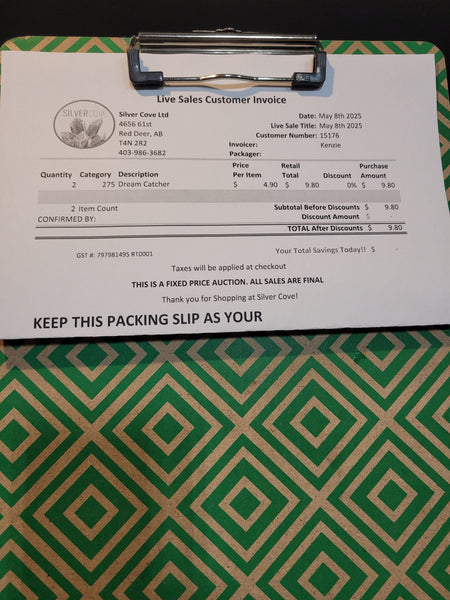 Live Sales Customer Invoice
SILVERCOVE
Silver Cove Ltd
4656 61st
Red Deer, AB
T4N 2R2
403-986-3682
Date: May 8th 2025
Live Sale Title: May 8th 2025
Customer Number: 15176
Invoicer: Kenzie
Packager:
Quantity Category Description Price Per Item Retail Total Discount Purchase Amount
2 275 Dream Catcher $ 4.90 $ 9.80 0% $ 9.80
2 Item Count Subtotal Before Discounts $ 9.80
CONFIRMED BY: Discount Amount $ -
TOTAL After Discounts $ 9.80
GST #: 797981495 RT0001 Your Total Savings Today!! $ -
Taxes will be applied at checkout
THIS IS A FIXED PRICE AUCTION. ALL SALES ARE FINAL
Thank you for Shopping at Silver Cove!
KEEP THIS PACKING SLIP AS YOUR